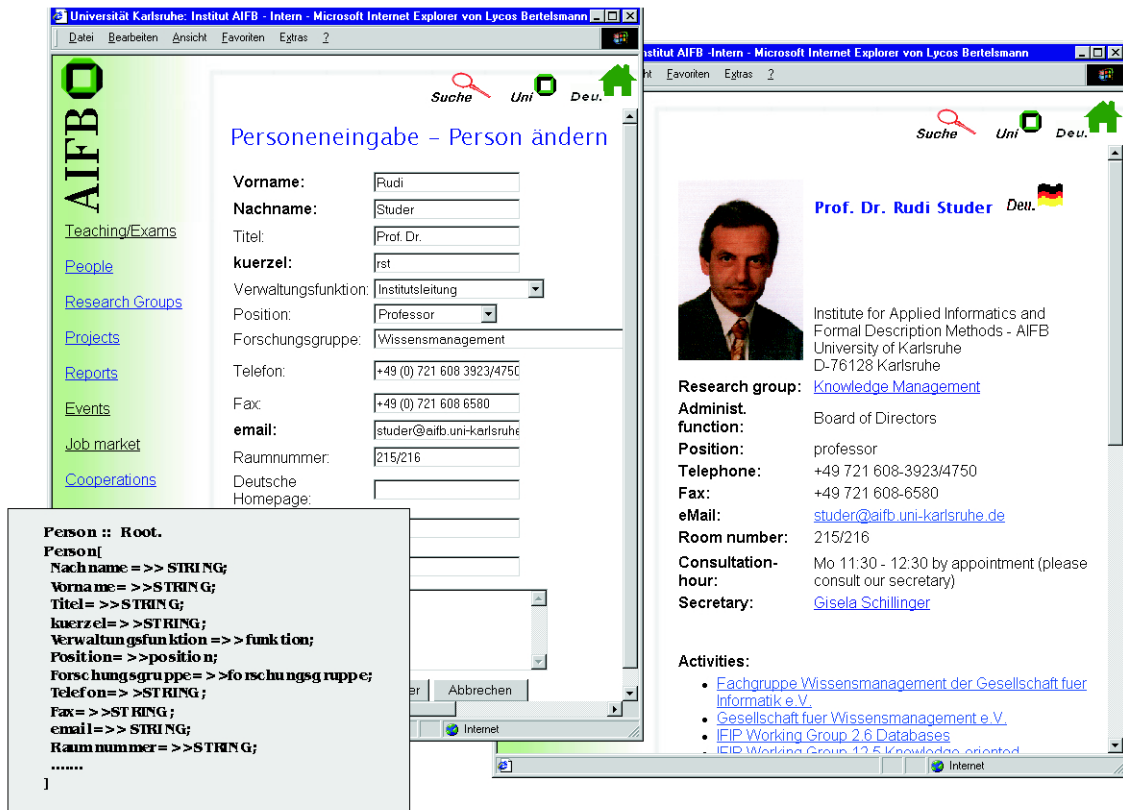 Universität Karlsruhe: Institut AIFB - Intern - Microsoft Internet Explorer von Lycos Bertelsmann
Datei Bearbeiten Ansicht Favoriten Extras ?
AIFB
Suche Uni Deu.
Personeneingabe – Person ändern
Teaching/Exams
People
Research Groups
Projects
Reports
Events
Job market
Cooperations
Vorname: Rudi
Nachname: Studer
Titel: Prof. Dr.
kuerzel: rst
Verwaltungsfunktion: Institutsleitung
Position: Professor
Forschungsgruppe: Wissensmanagement
Telefon: +49 (0) 721 608 3923/4750
Fax: +49 (0) 721 608 6580
email: studer@aifb.uni-karlsruhe
Raumnummer: 215/216
Deutsche
Homepage:
Abbrechen
Internet
Person :: Root.
Person[
Nachname=>>STRING;
Vorname=>>STRING;
Titel=>>STRING;
kuerzel=>>STRING;
Verwaltungsfunktion=>>funktion;
Position=>>position;
Forschungsgruppe=>>forschungsgruppe;
Telefon=>>STRING;
Fax=>>STRING;
email=>>STRING;
Raumnummer=>>STRING;
.......
]
nstitut AIFB -Intern - Microsoft Internet Explorer von Lycos Bertelsmann
ht Favoriten Extras ?
Suche Uni Deu.
Prof. Dr. Rudi Studer Deu.
Institute for Applied Informatics and
Formal Description Methods - AIFB
University of Karlsruhe
D-76128 Karlsruhe
Research group: Knowledge Management
Administ.
function: Board of Directors
Position: professor
Telephone: +49 721 608-3923/4750
Fax: +49 721 608-6580
eMail: studer@aifb.uni-karlsruhe.de
Room number: 215/216
Consultation- Mo 11:30 - 12:30 by appointment (please
hour: consult our secretary)
Secretary: Gisela Schillinger
Activities:
• Fachgruppe Wissensmanagement der Gesellschaft fuer
Informatik e.V.
• Gesellschaft fuer Wissensmanagement e.V.
• IFIP Working Group 2.6 Databases
• IFIP Working Group 12.5 Knowledge-oriented
Internet